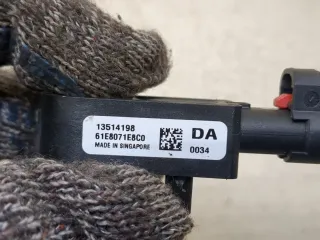 13514198
61E8071E8C0
MADE IN SINGAPORE
DA
0034